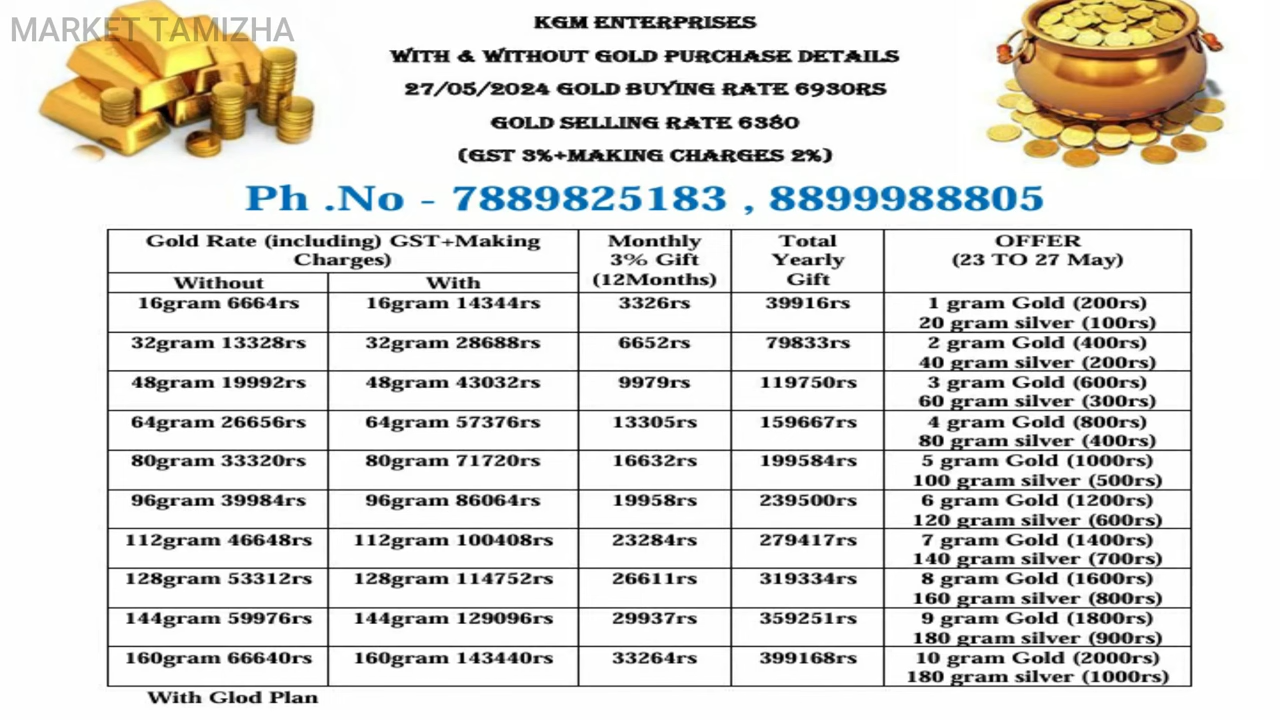 MARKET TAMIZHA
KGM ENTERPRISES
WITH & WITHOUT GOLD PURCHASE DETAILS
27/05/2024 GOLD BUYING RATE 6930RS
GOLD SELLING RATE 6380
(GST 3%+MAKING CHARGES 2%)
Ph .No - 7889825183 , 8899988805
Gold Rate (including) GST+Making Charges)
Without
With
Monthly 3% Gift (12Months)
Total Yearly Gift
OFFER (23 TO 27 May)
16gram 6664rs 16gram 14344rs 3326rs 39916rs 1 gram Gold (200rs)
20 gram silver (100rs)
32gram 13328rs 32gram 28688rs 6652rs 79833rs 2 gram Gold (400rs)
40 gram silver (200rs)
48gram 19992rs 48gram 43032rs 9979rs 119750rs 3 gram Gold (600rs)
60 gram silver (300rs)
64gram 26656rs 64gram 57376rs 13305rs 159667rs 4 gram Gold (800rs)
80 gram silver (400rs)
80gram 33320rs 80gram 71720rs 16632rs 199584rs 5 gram Gold (1000rs)
100 gram silver (500rs)
96gram 39984rs 96gram 86064rs 19958rs 239500rs 6 gram Gold (1200rs)
120 gram silver (600rs)
112gram 46648rs 112gram 100408rs 23284rs 279417rs 7 gram Gold (1400rs)
140 gram silver (700rs)
128gram 53312rs 128gram 114752rs 26611rs 319334rs 8 gram Gold (1600rs)
160 gram silver (800rs)
144gram 59976rs 144gram 129096rs 29937rs 359251rs 9 gram Gold (1800rs)
180 gram silver (900rs)
160gram 66640rs 160gram 143440rs 33264rs 399168rs 10 gram Gold (2000rs)
180 gram silver (1000rs)
With Glod Plan